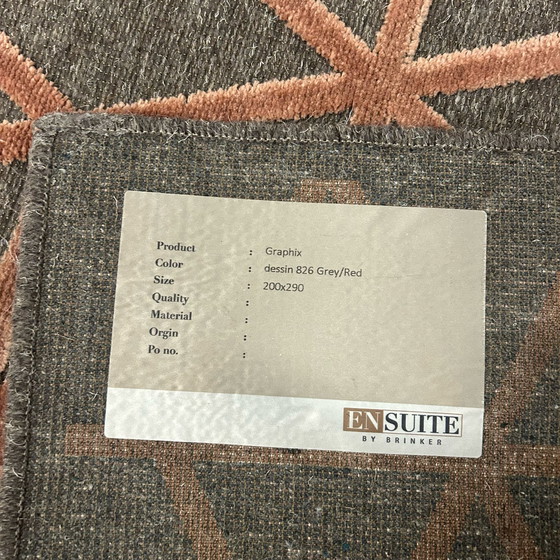 Product : Graphix
Color : dessin 826 Grey/Red
Size : 200x290
Quality :
Material :
Orgin :
Po no. :
ENSUITE
BY BRINKER